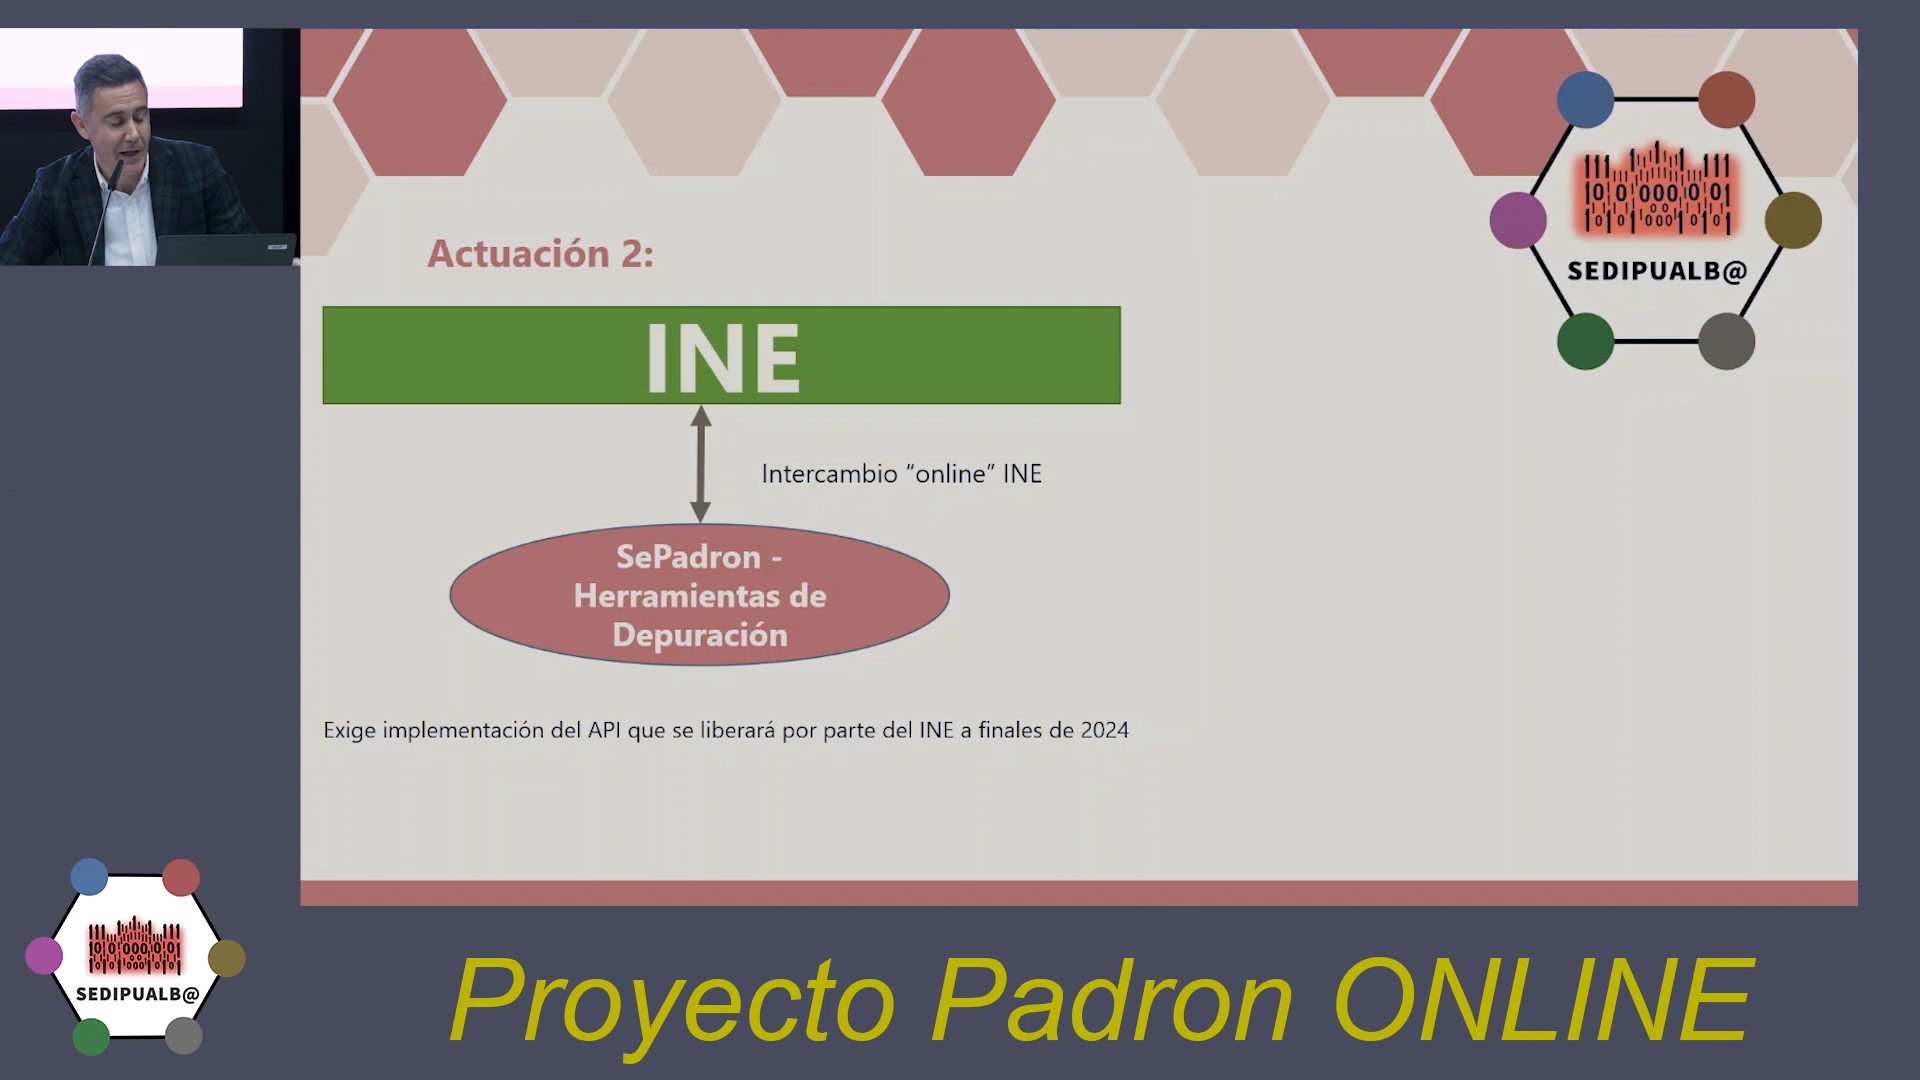 Actuación 2:
SEDIPUALB@
INE
Intercambio “online” INE
SePadron -
Herramientas de
Depuración
Exige implementación del API que se liberará por parte del INE a finales de 2024
SEDIPUALB@
Proyecto Padron ONLINE